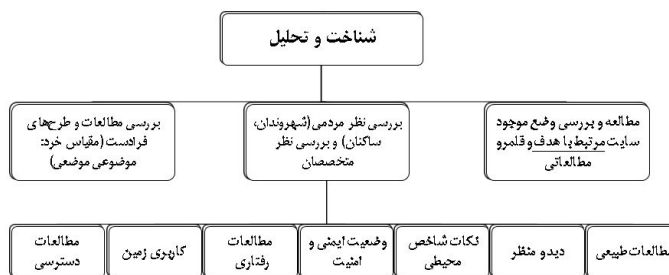 شناخت و تحلیل
مطالعه و بررسی وضع موجود
سایت مرتبط با هدف و قلمرو
مطالعاتی
بررسی نظر مردمی (شهروندان،
ساکنان) و بررسی نظر
متخصصان
بررسی مطالعات و طرح‌های
فرادست (مقیاس خرد:
موضوعی موضعی)
مطالعات طبیعی
دید و منظر
نکات شاخص
محیطی
وضعیت ایمنی و
امنیت
مطالعات
رفتاری
کاربری زمین
مطالعات
دسترسی